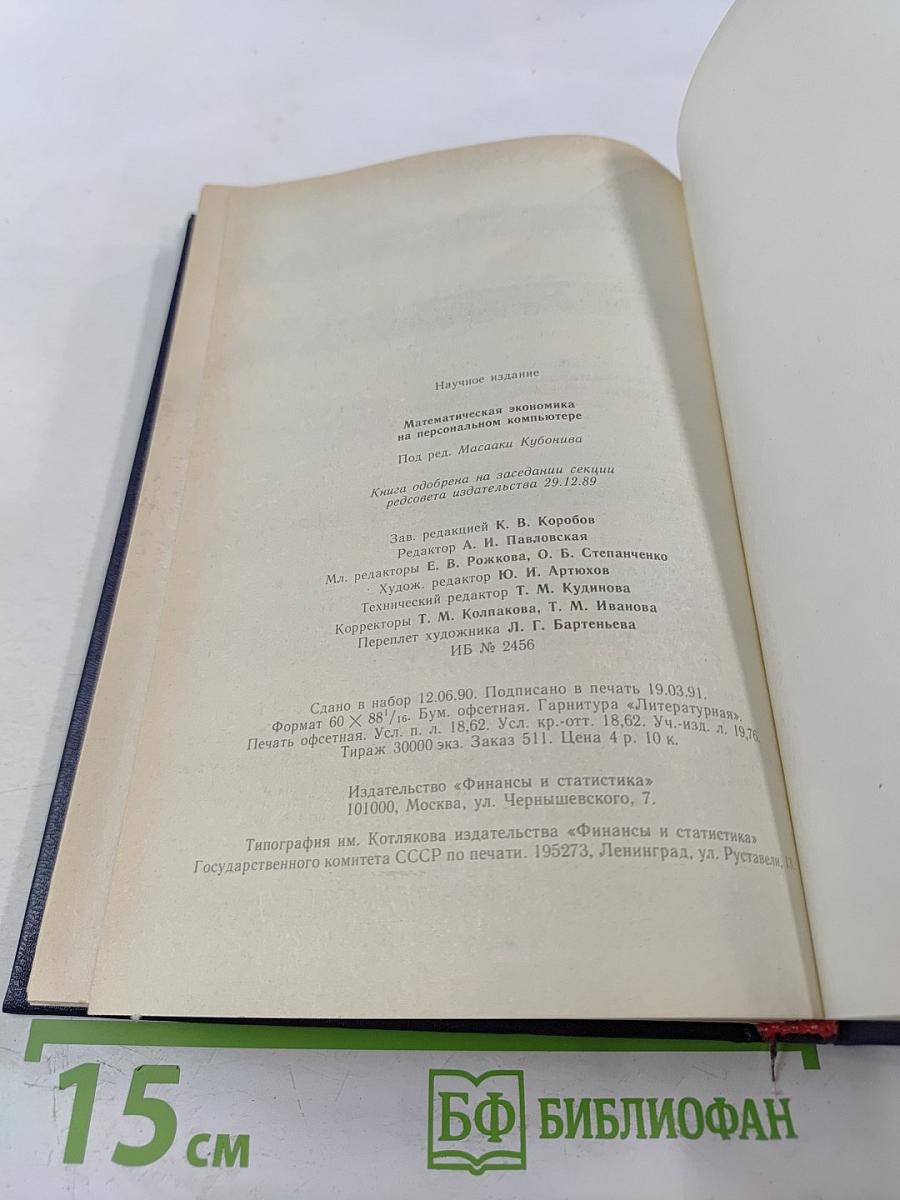 Научное издание
Математическая экономика
на персональном компьютере
Под ред. Масааки Кубонива
Книга одобрена на заседании секции
редсовета издательства 29.12.89
Зав. редакцией К. В. Коробов
Редактор А. И. Павловская
Мл. редакторы Е. В. Рожкова, О. Б. Степанченко
Худож. редактор Ю. И. Артюхов
Технический редактор Т. М. Кудинова
Корректоры Т. М. Колпакова, Т. М. Иванова
Переплет художника Л. Г. Бартеньева
ИБ № 2456
Сдано в набор 12.06.90. Подписано в печать 19.03.91.
Формат 60 × 88¹/₁₆. Бум. офсетная. Гарнитура «Литературная».
Печать офсетная. Усл. п. л. 18,62. Усл. кр.-отт. 18,62. Уч.-изд. л. 19,76.
Тираж 30000 экз. Заказ 511. Цена 4 р. 10 к.
Издательство «Финансы и статистика»
101000, Москва, ул. Чернышевского, 7.
Типография им. Котлякова издательства «Финансы и статистика»
Государственного комитета СССР по печати. 195273, Ленинград, ул. Руставели, 13.
15 см
БФ БИБЛИОФАН